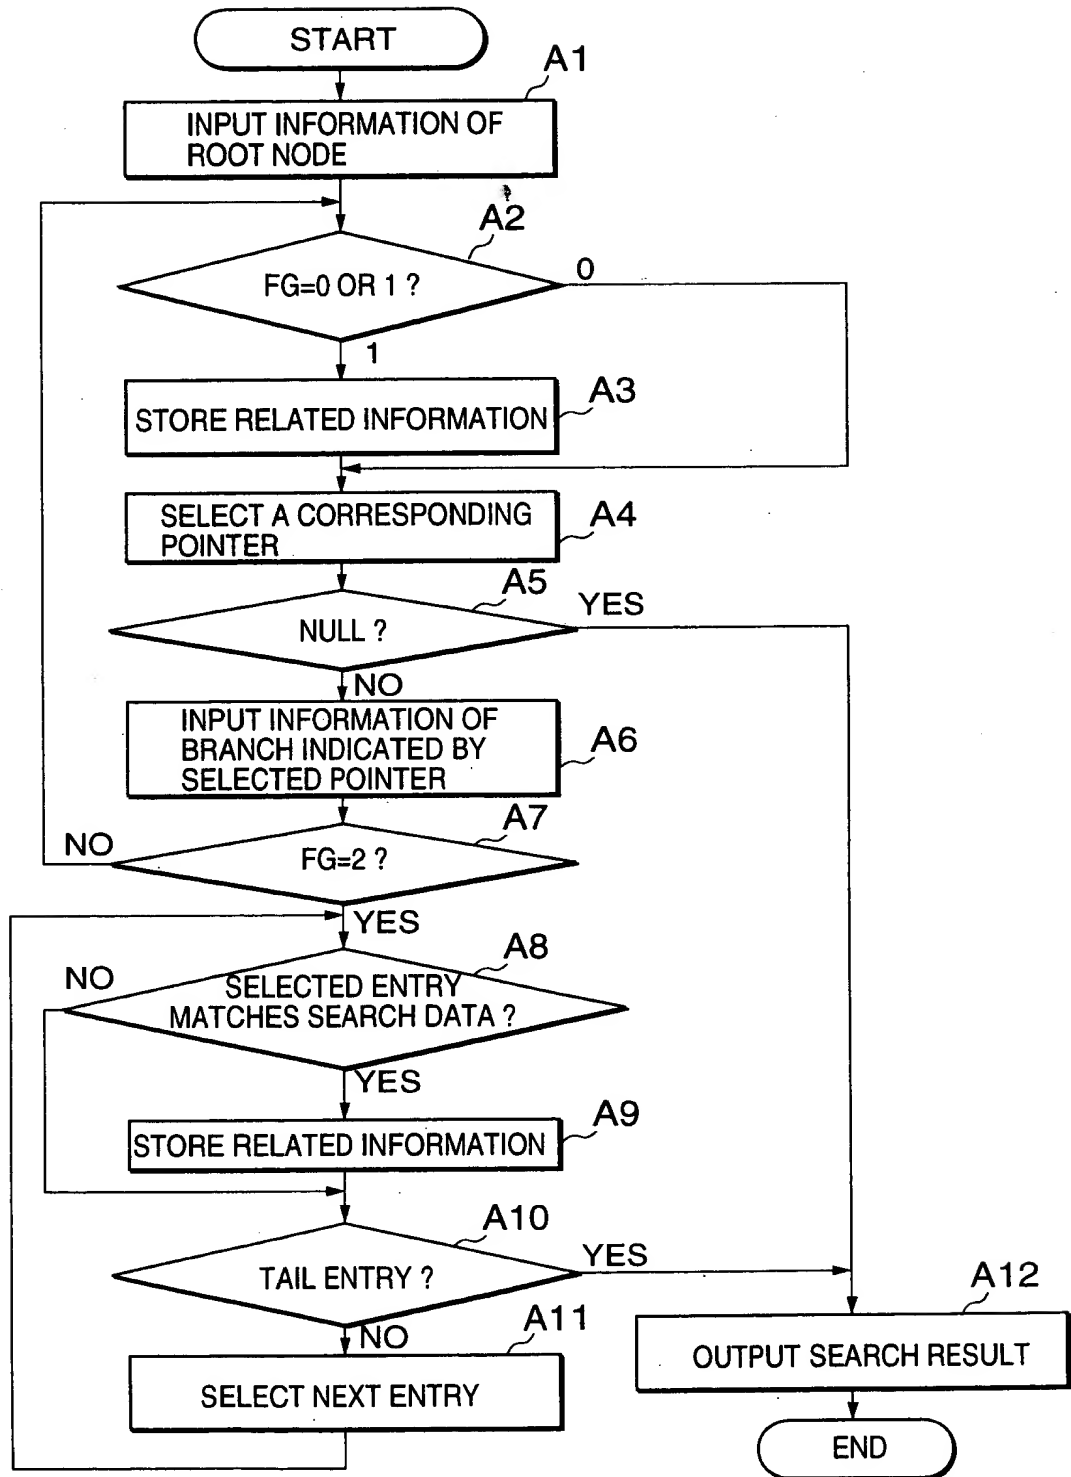 START
A1
INPUT INFORMATION OF
ROOT NODE
A2
FG=0 OR 1 ?
0
1
A3
STORE RELATED INFORMATION
SELECT A CORRESPONDING
POINTER
A4
A5
NULL ?
YES
NO
INPUT INFORMATION OF
BRANCH INDICATED BY
SELECTED POINTER
A6
A7
NO
FG=2 ?
YES
A8
NO
SELECTED ENTRY
MATCHES SEARCH DATA ?
YES
A9
STORE RELATED INFORMATION
A10
TAIL ENTRY ?
YES
NO
A11
SELECT NEXT ENTRY
A12
OUTPUT SEARCH RESULT
END